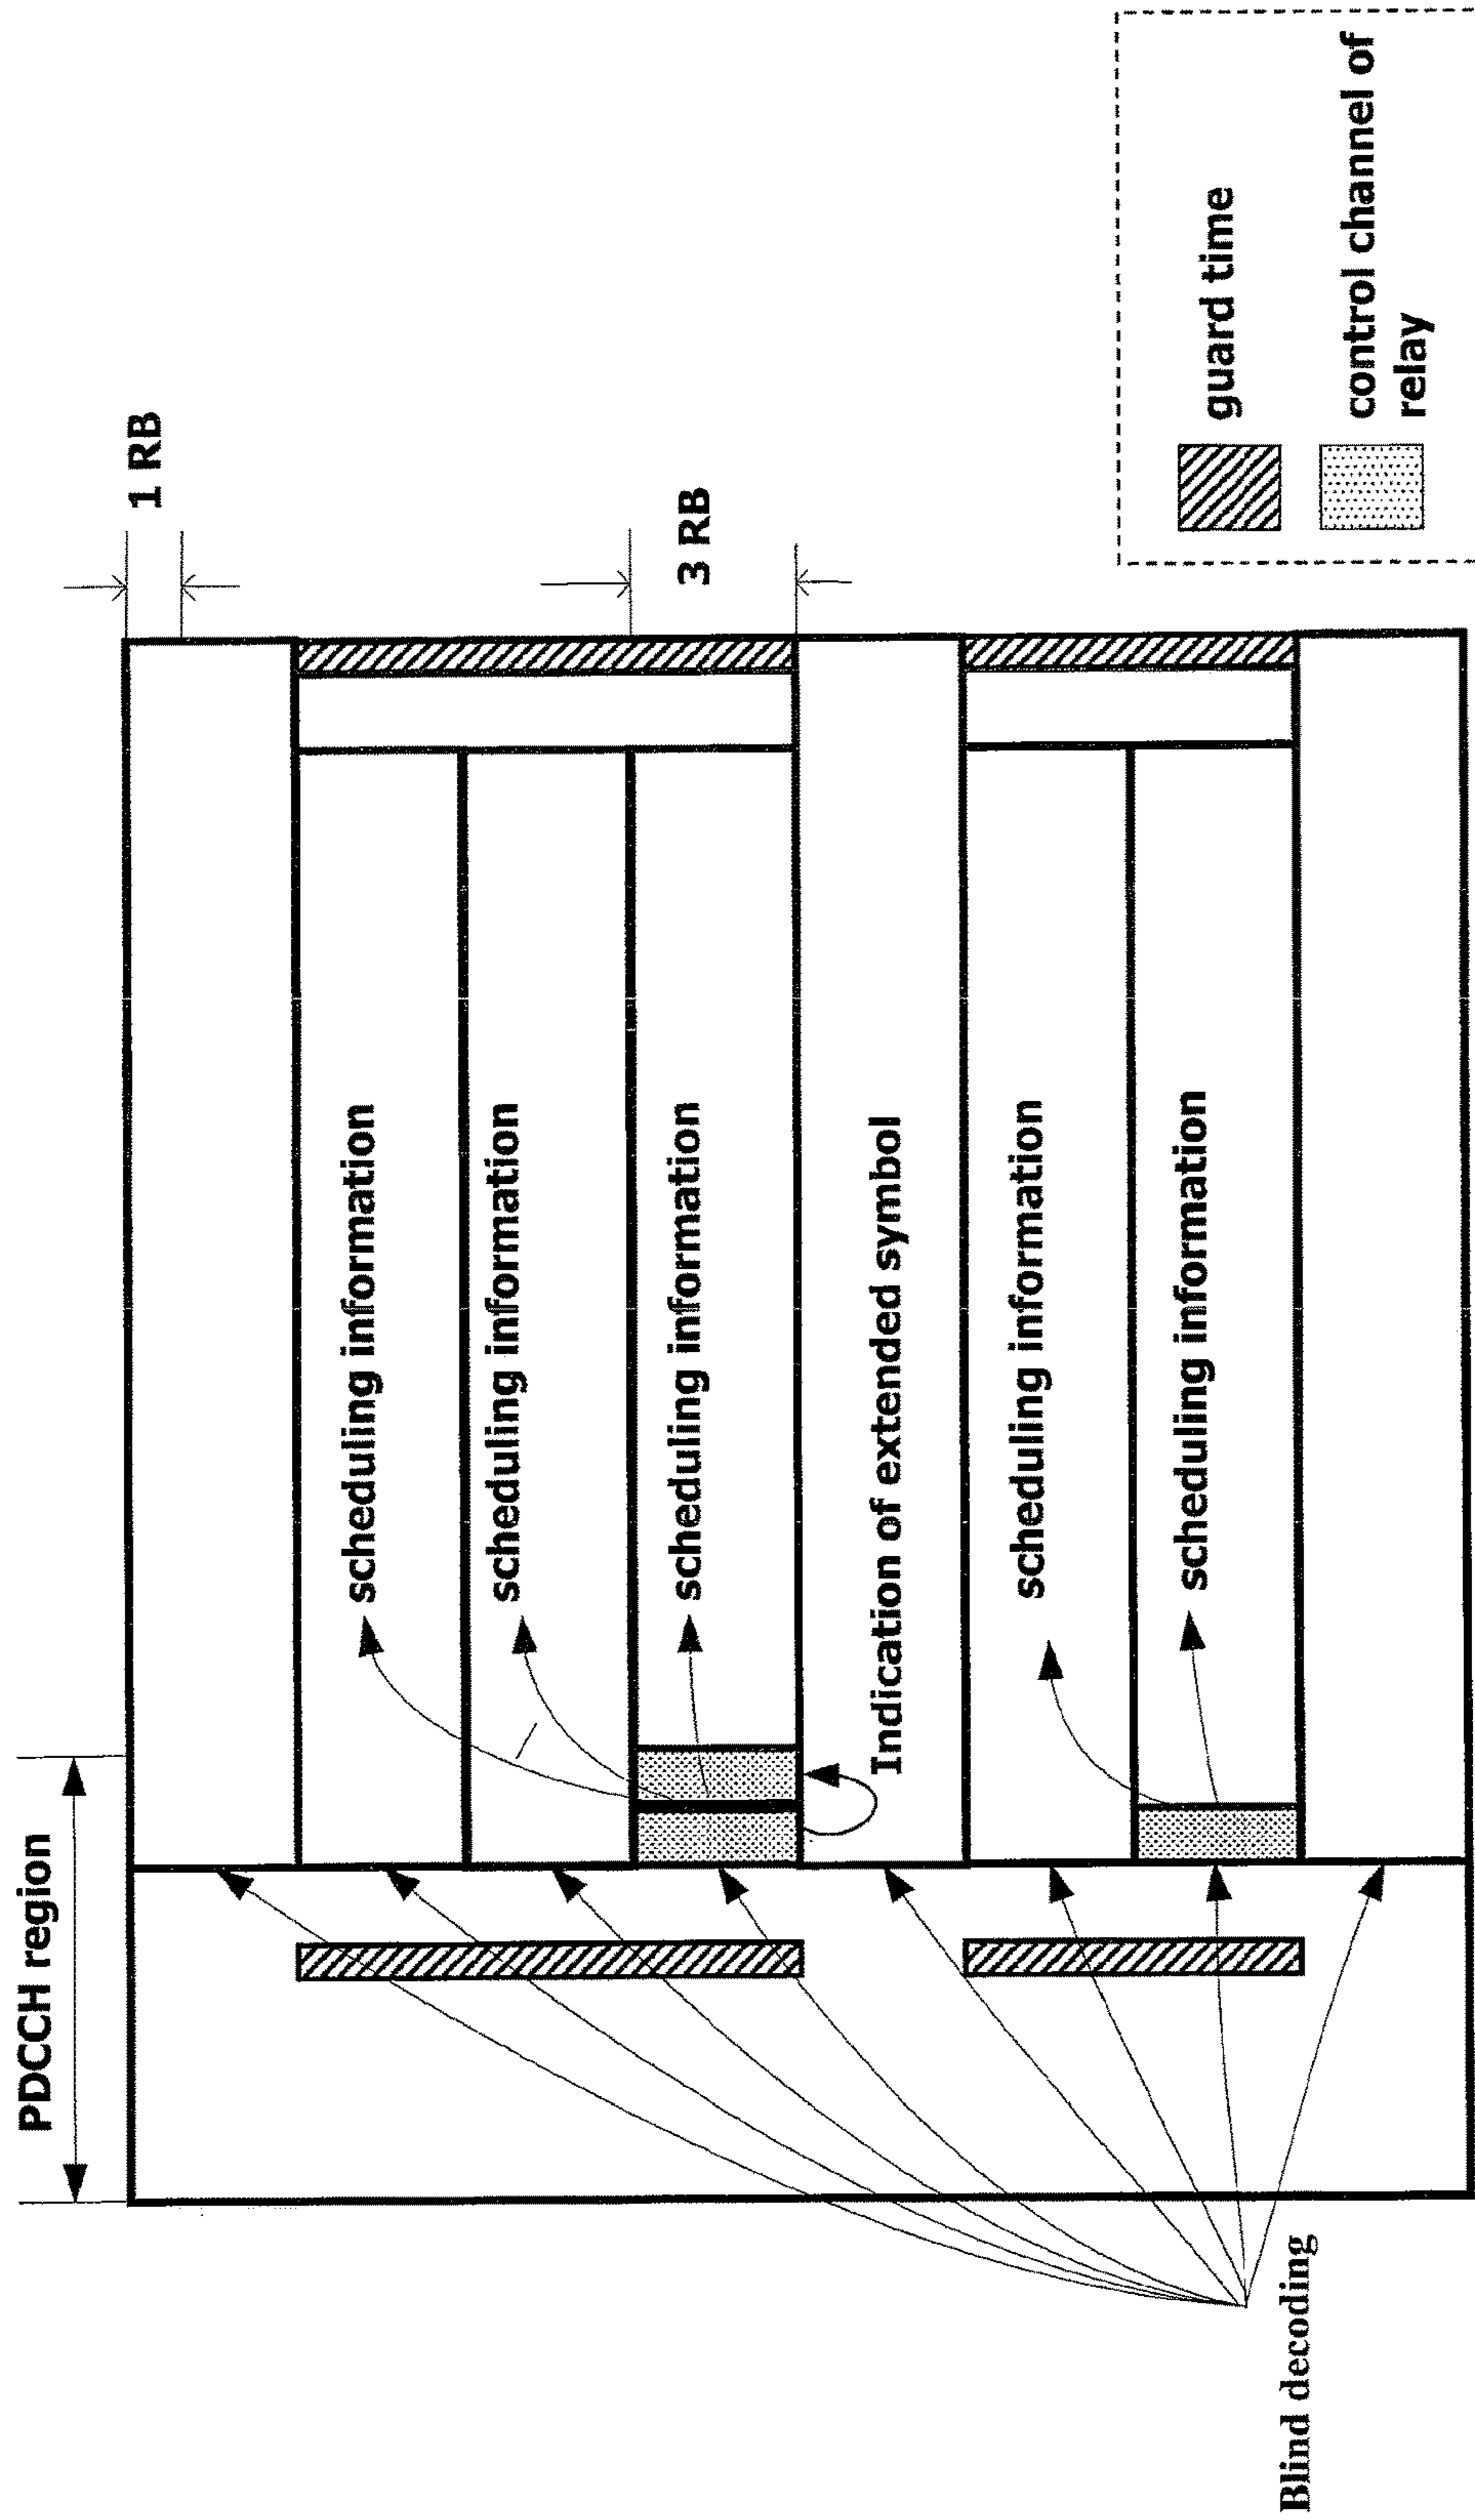 PDCCH region
1 RB
scheduling information
scheduling information
3 RB
scheduling information
Indication of extended symbol
scheduling information
scheduling information
Blind decoding
guard time
control channel of
relay